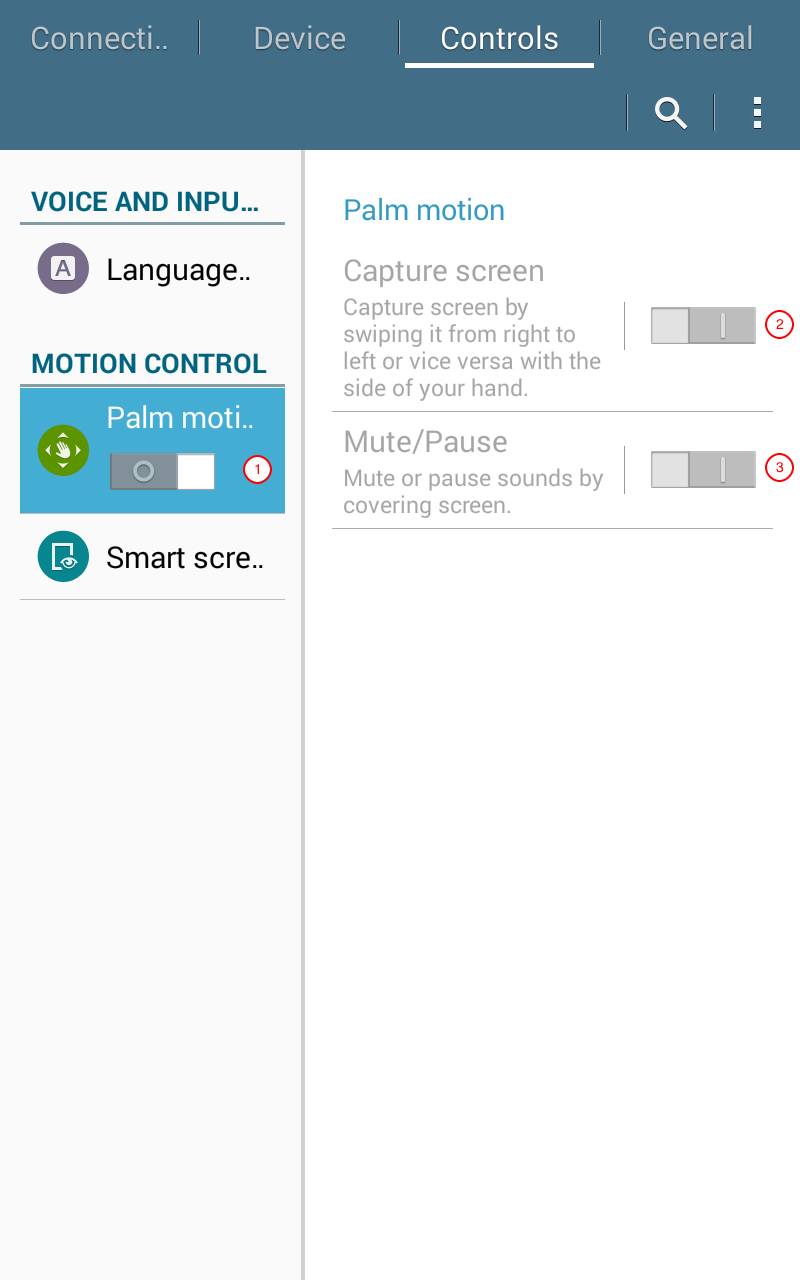 Connecti..
Device
Controls
General
VOICE AND INPU...
A
Language..
MOTION CONTROL
Palm moti..
1
Smart scre..
Palm motion
Capture screen
Capture screen by
swiping it from right to
left or vice versa with the
side of your hand.
2
Mute/Pause
Mute or pause sounds by
covering screen.
3